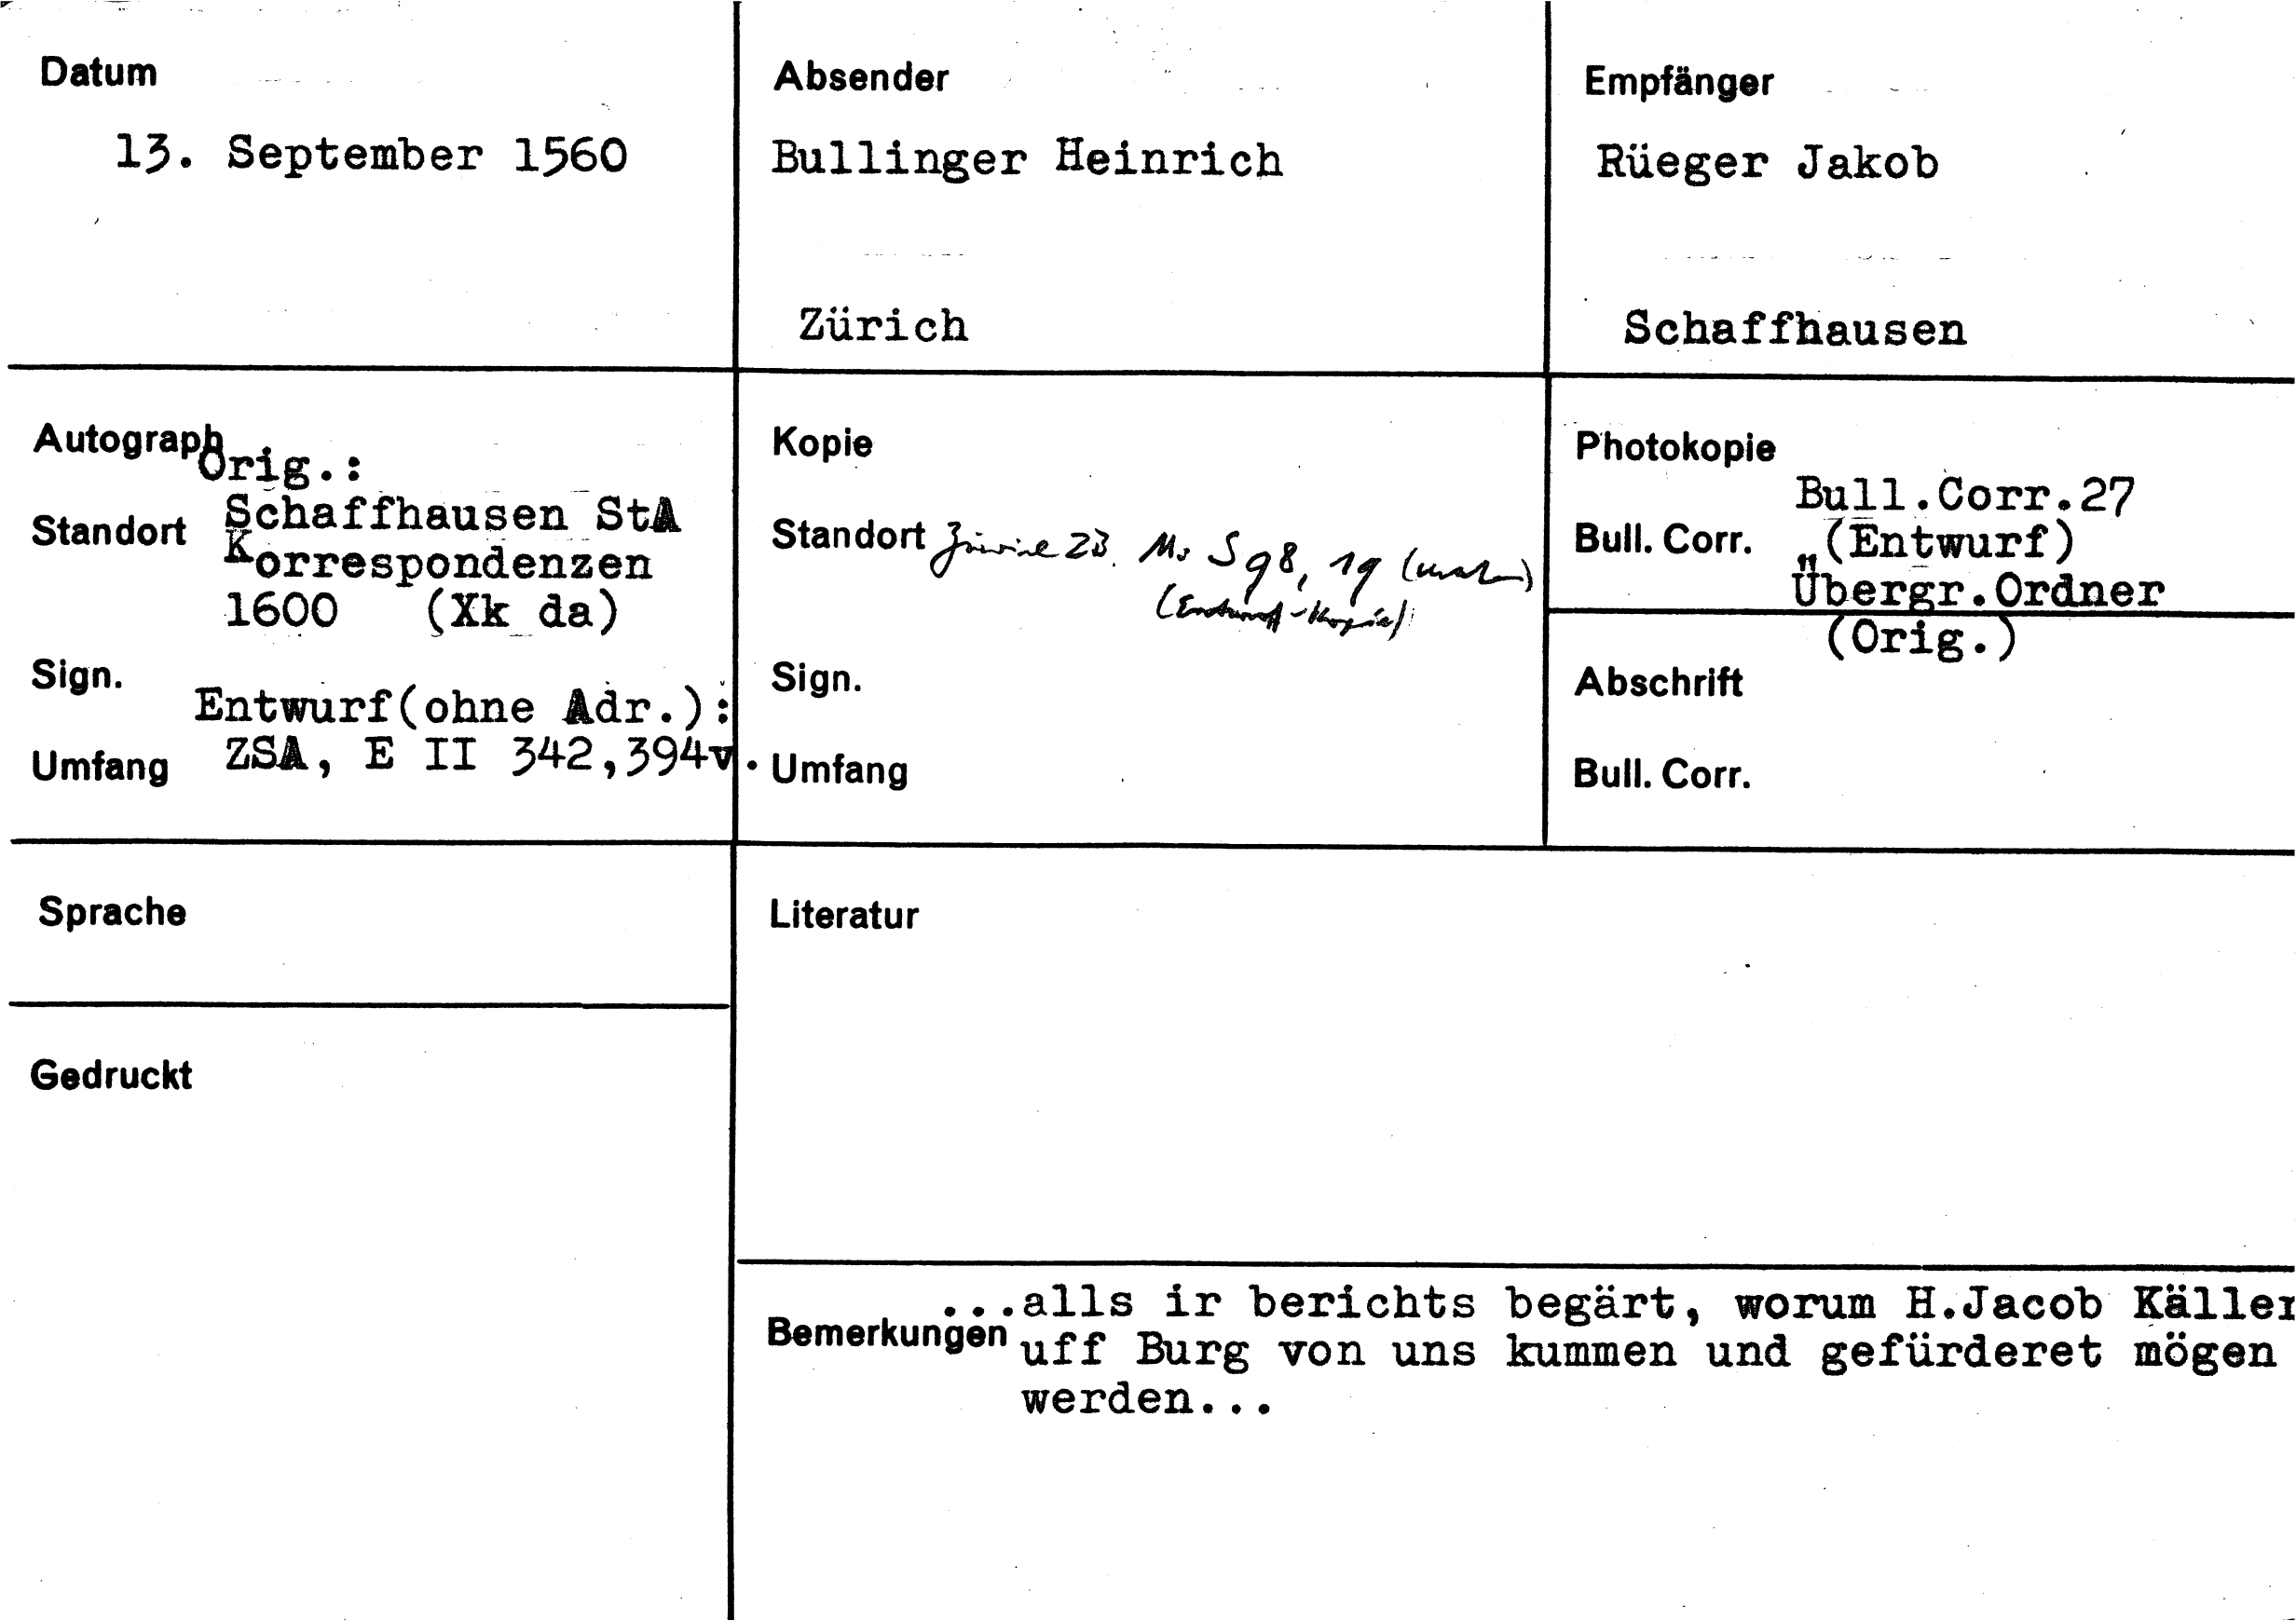 Datum
13. September 1560
Absender
Bullinger Heinrich
Zürich
Empfänger
Rüeger Jakob
Schaffhausen
Autograph
Orig.:
Standort Schaffhausen StA
Korrespondenzen
1600 (Xk da)
Sign.
Entwurf(ohne Adr.):
Umfang ZSA, E II 342,394v.
Kopie
Standort Zürich ZB. Ms S 98, 19
(Entwurf-Kopie)
Sign.
Umfang
Photokopie
Bull.Corr.27
Bull. Corr. „(Entwurf)
"
Übergr.Ordner
(Orig.)
Abschrift
Bull. Corr.
Sprache
Literatur
Gedruckt
Bemerkungen ...alls ir berichts begärt, worum H.Jacob Käller
uff Burg von uns kummen und gefürderet mögen
werden...